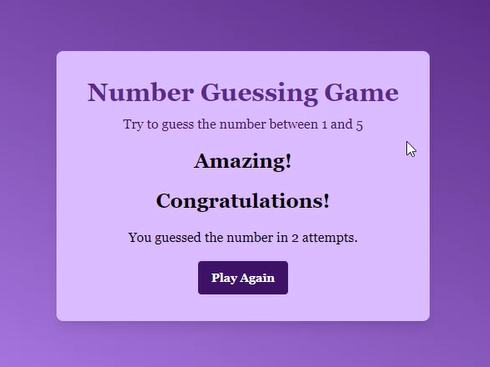 Number Guessing Game
Try to guess the number between 1 and 5
Amazing!
Congratulations!
You guessed the number in 2 attempts.
Play Again